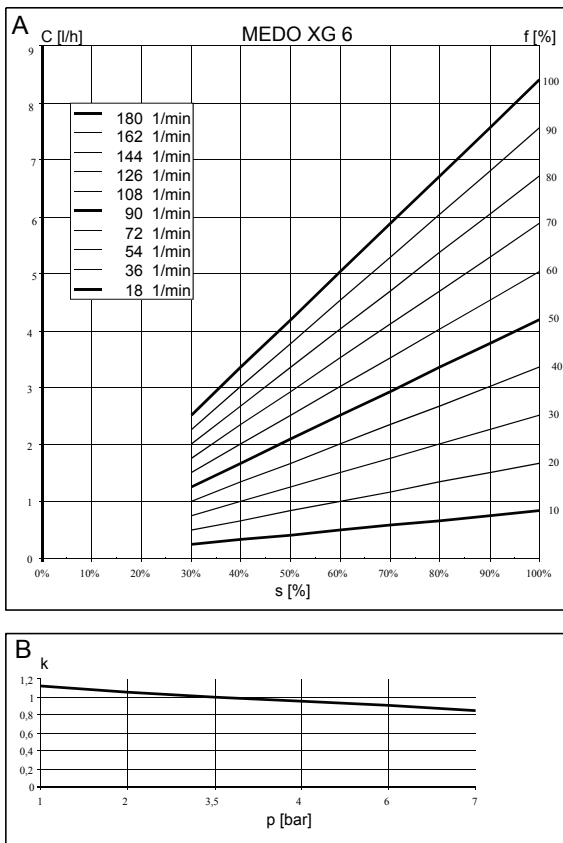 A
C [l/h]
MEDO XG 6
f [%]
9
8
7
6
5
4
3
2
1
0
180 1/min
162 1/min
144 1/min
126 1/min
108 1/min
90 1/min
72 1/min
54 1/min
36 1/min
18 1/min
100
90
80
70
60
50
40
30
20
10
0% 10% 20% 30% 40% 50% 60% 70% 80% 90% 100%
s [%]
B
k
1,2
1
0,8
0,6
0,4
0,2
0
1 2 3,5 4 6 7
p [bar]